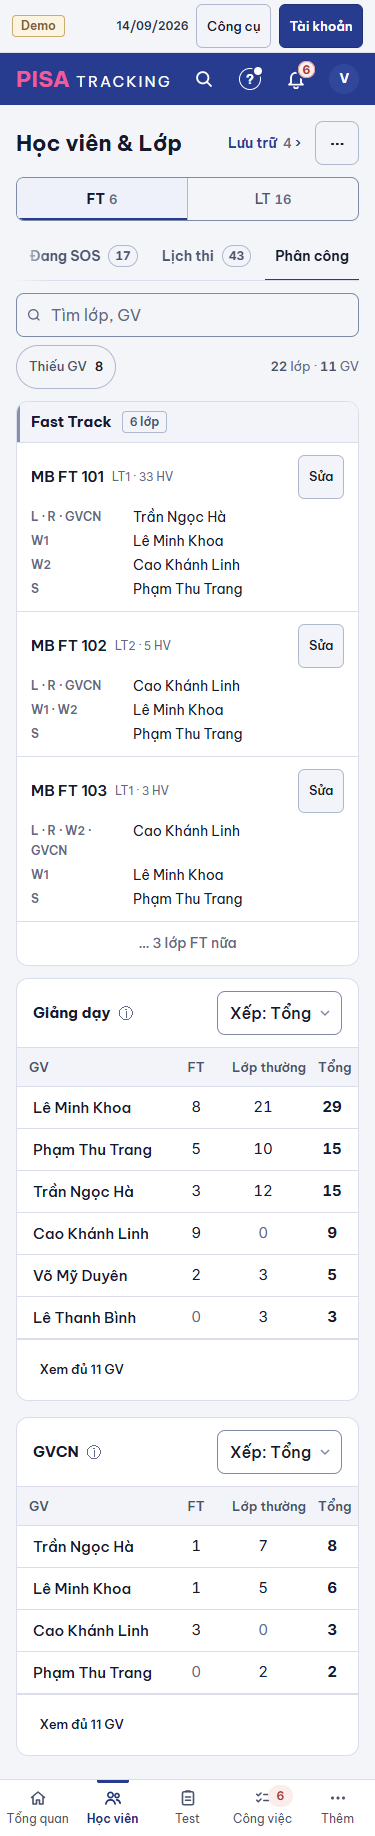 Demo 14/09/2026 Công cụ Tài khoản
PISA TRACKING ? 6 V
Học viên & Lớp Lưu trữ 4 › ...
FT 6 LT 16
Đang SOS 17 Lịch thi 43 Phân công
Tìm lớp, GV
Thiếu GV 8 22 lớp · 11 GV
Fast Track 6 lớp
MB FT 101 LT1 · 33 HV Sửa
L · R · GVCN Trần Ngọc Hà
W1 Lê Minh Khoa
W2 Cao Khánh Linh
S Phạm Thu Trang
MB FT 102 LT2 · 5 HV Sửa
L · R · GVCN Cao Khánh Linh
W1 · W2 Lê Minh Khoa
S Phạm Thu Trang
MB FT 103 LT1 · 3 HV Sửa
L · R · W2 · Cao Khánh Linh
GVCN
W1 Lê Minh Khoa
S Phạm Thu Trang
... 3 lớp FT nữa
Giảng dạy ⓘ Xếp: Tổng
GV FT Lớp thường Tổng
Lê Minh Khoa 8 21 29
Phạm Thu Trang 5 10 15
Trần Ngọc Hà 3 12 15
Cao Khánh Linh 9 0 9
Võ Mỹ Duyên 2 3 5
Lê Thanh Bình 0 3 3
Xem đủ 11 GV
GVCN ⓘ Xếp: Tổng
GV FT Lớp thường Tổng
Trần Ngọc Hà 1 7 8
Lê Minh Khoa 1 5 6
Cao Khánh Linh 3 0 3
Phạm Thu Trang 0 2 2
Xem đủ 11 GV
6
Tổng quan Học viên Test Công việc Thêm